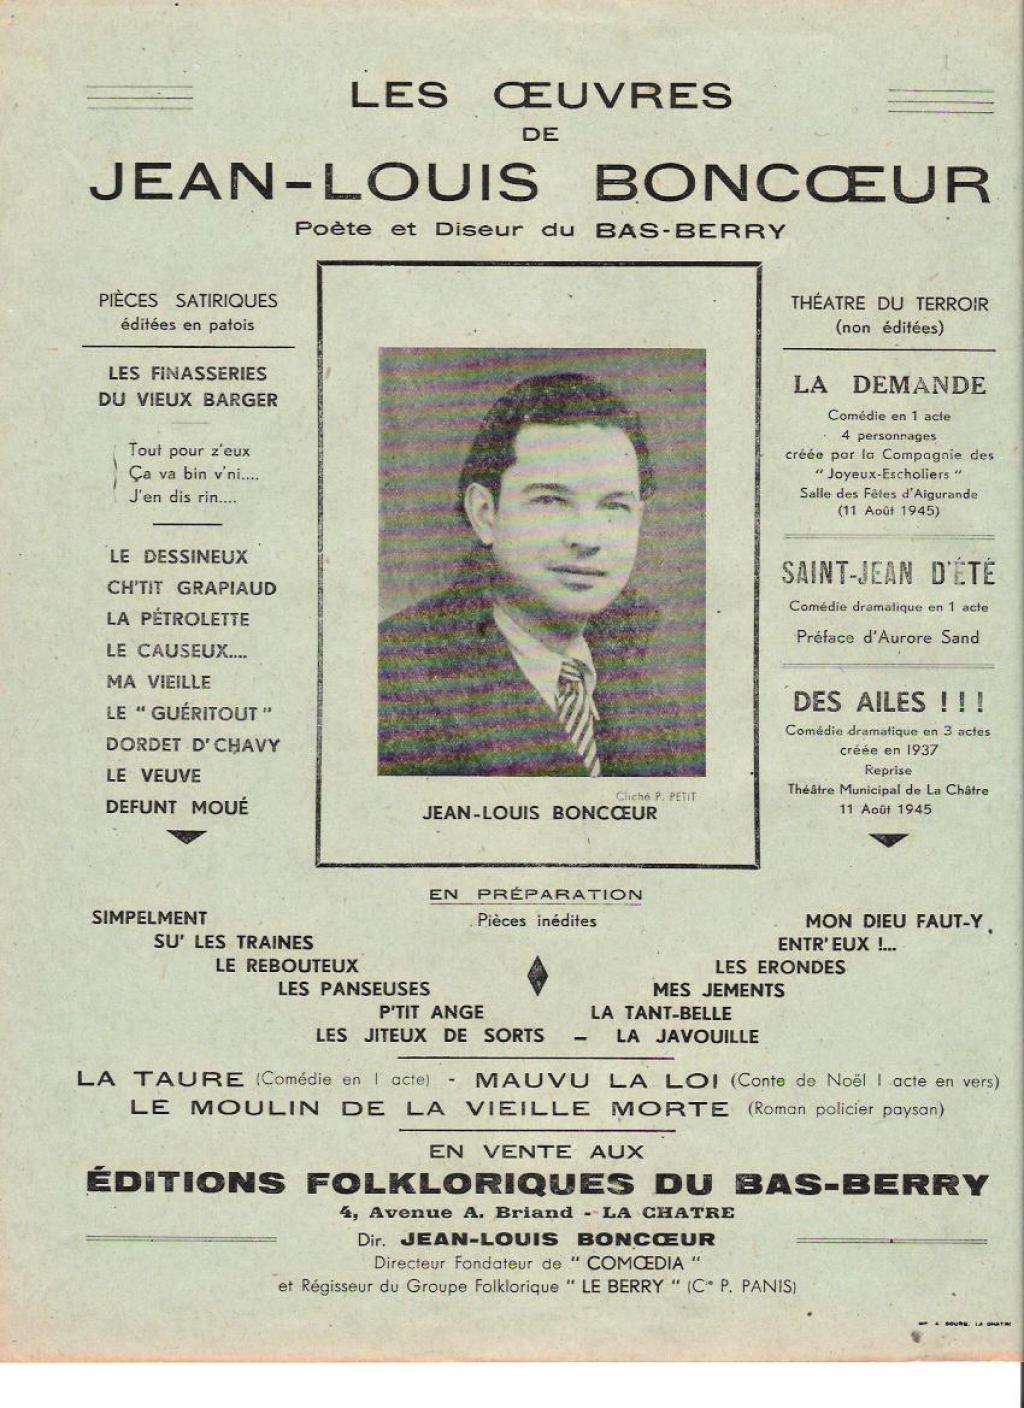 LES ŒUVRES
DE
JEAN-LOUIS BONCŒUR
Poète et Diseur du BAS-BERRY
PIÈCES SATIRIQUES
éditées en patois
LES FINASSERIES
DU VIEUX BARGER
Tout pour z'eux
Ça va bin v'ni....
J'en dis rin....
LE DESSINEUX
CH'TIT GRAPIAUD
LA PÉTROLETTE
LE CAUSEUX....
MA VIEILLE
LE " GUÉRITOUT "
DORDET D'CHAVY
LE VEUVE
DEFUNT MOUÉ
Cliché P. PETIT
JEAN-LOUIS BONCŒUR
THÉATRE DU TERROIR
(non éditées)
LA DEMANDE
Comédie en 1 acte
4 personnages
créée par la Compagnie des
" Joyeux-Escholiers "
Salle des Fêtes d'Aigurande
(11 Août 1945)
SAINT-JEAN D'ÉTÉ
Comédie dramatique en 1 acte
Préface d'Aurore Sand
DES AILES ! ! !
Comédie dramatique en 3 actes
créée en 1937
Reprise
Théâtre Municipal de La Châtre
11 Août 1945
EN PRÉPARATION
Pièces inédites
SIMPELMENT
SU' LES TRAINES
LE REBOUTEUX
LES PANSEUSES
P'TIT ANGE
LES JITEUX DE SORTS –
MON DIEU FAUT-Y
ENTR'EUX !...
LES ERONDES
MES JEMENTS
LA TANT-BELLE
LA JAVOUILLE
LA TAURE (Comédie en 1 acte) - MAUVU LA LOI (Conte de Noël 1 acte en vers)
LE MOULIN DE LA VIEILLE MORTE (Roman policier paysan)
EN VENTE AUX
ÉDITIONS FOLKLORIQUES DU BAS-BERRY
4, Avenue A. Briand - LA CHATRE
Dir. JEAN-LOUIS BONCŒUR
Directeur Fondateur de " COMŒDIA "
et Régisseur du Groupe Folklorique " LE BERRY " (Cie P. PANIS)